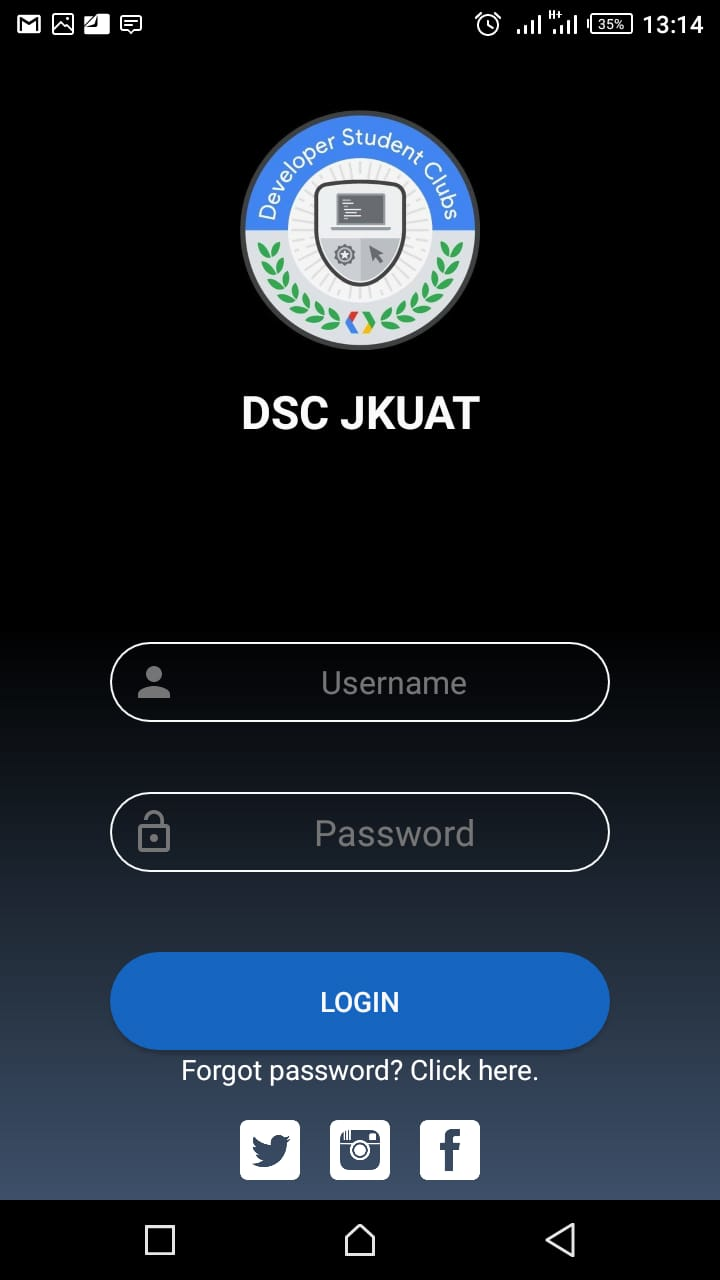 H+ 35% 13:14
Developer Student Clubs
DSC JKUAT
Username
Password
LOGIN
Forgot password? Click here.